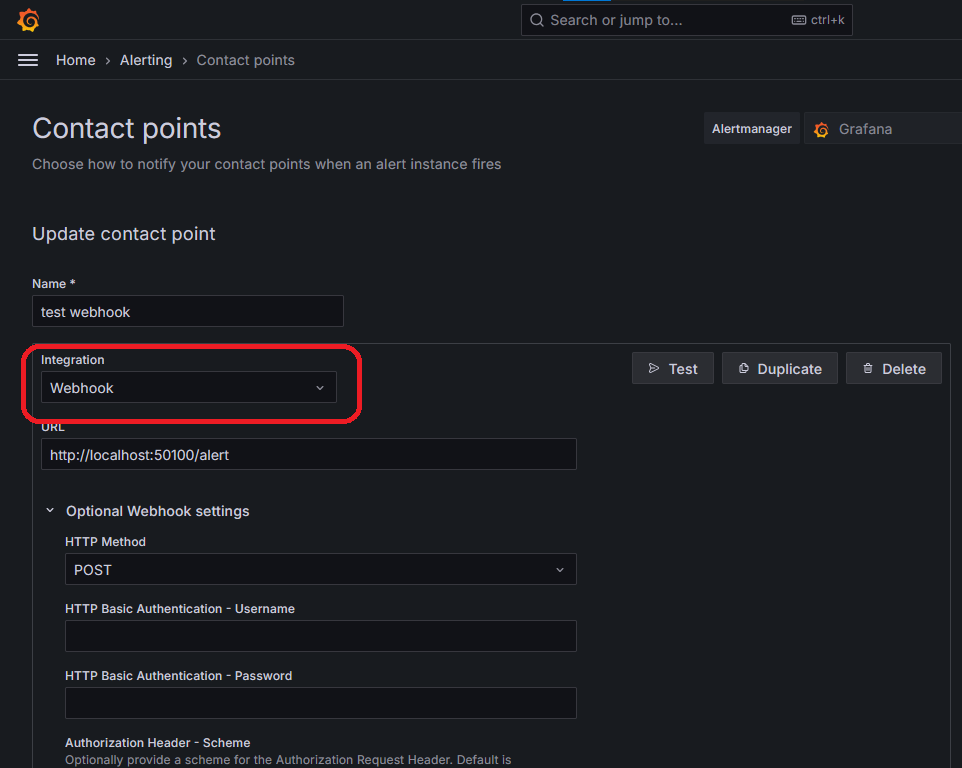 Search or jump to... ctrl+k
Home › Alerting › Contact points
Contact points
Alertmanager Grafana
Choose how to notify your contact points when an alert instance fires
Update contact point
Name *
test webhook
Integration
Webhook
Test Duplicate Delete
URL
http://localhost:50100/alert
Optional Webhook settings
HTTP Method
POST
HTTP Basic Authentication - Username
HTTP Basic Authentication - Password
Authorization Header - Scheme
Optionally provide a scheme for the Authorization Request Header. Default is